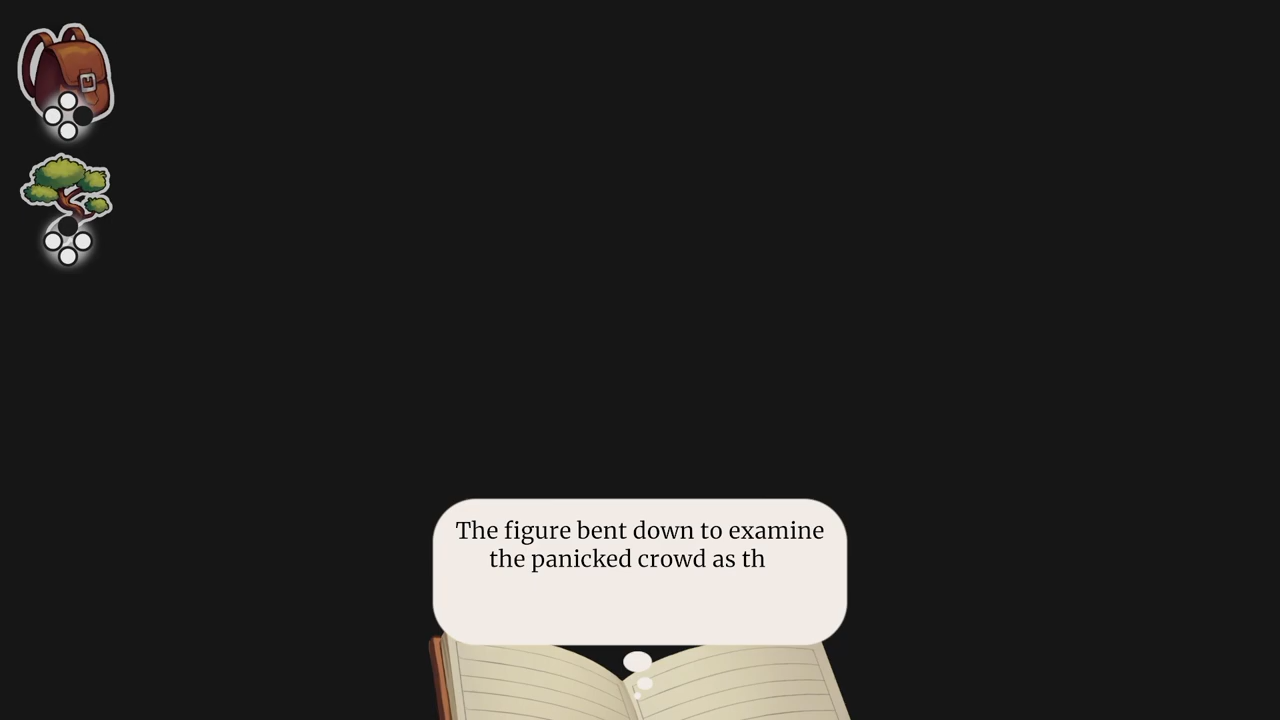 The figure bent down to examine
the panicked crowd as th